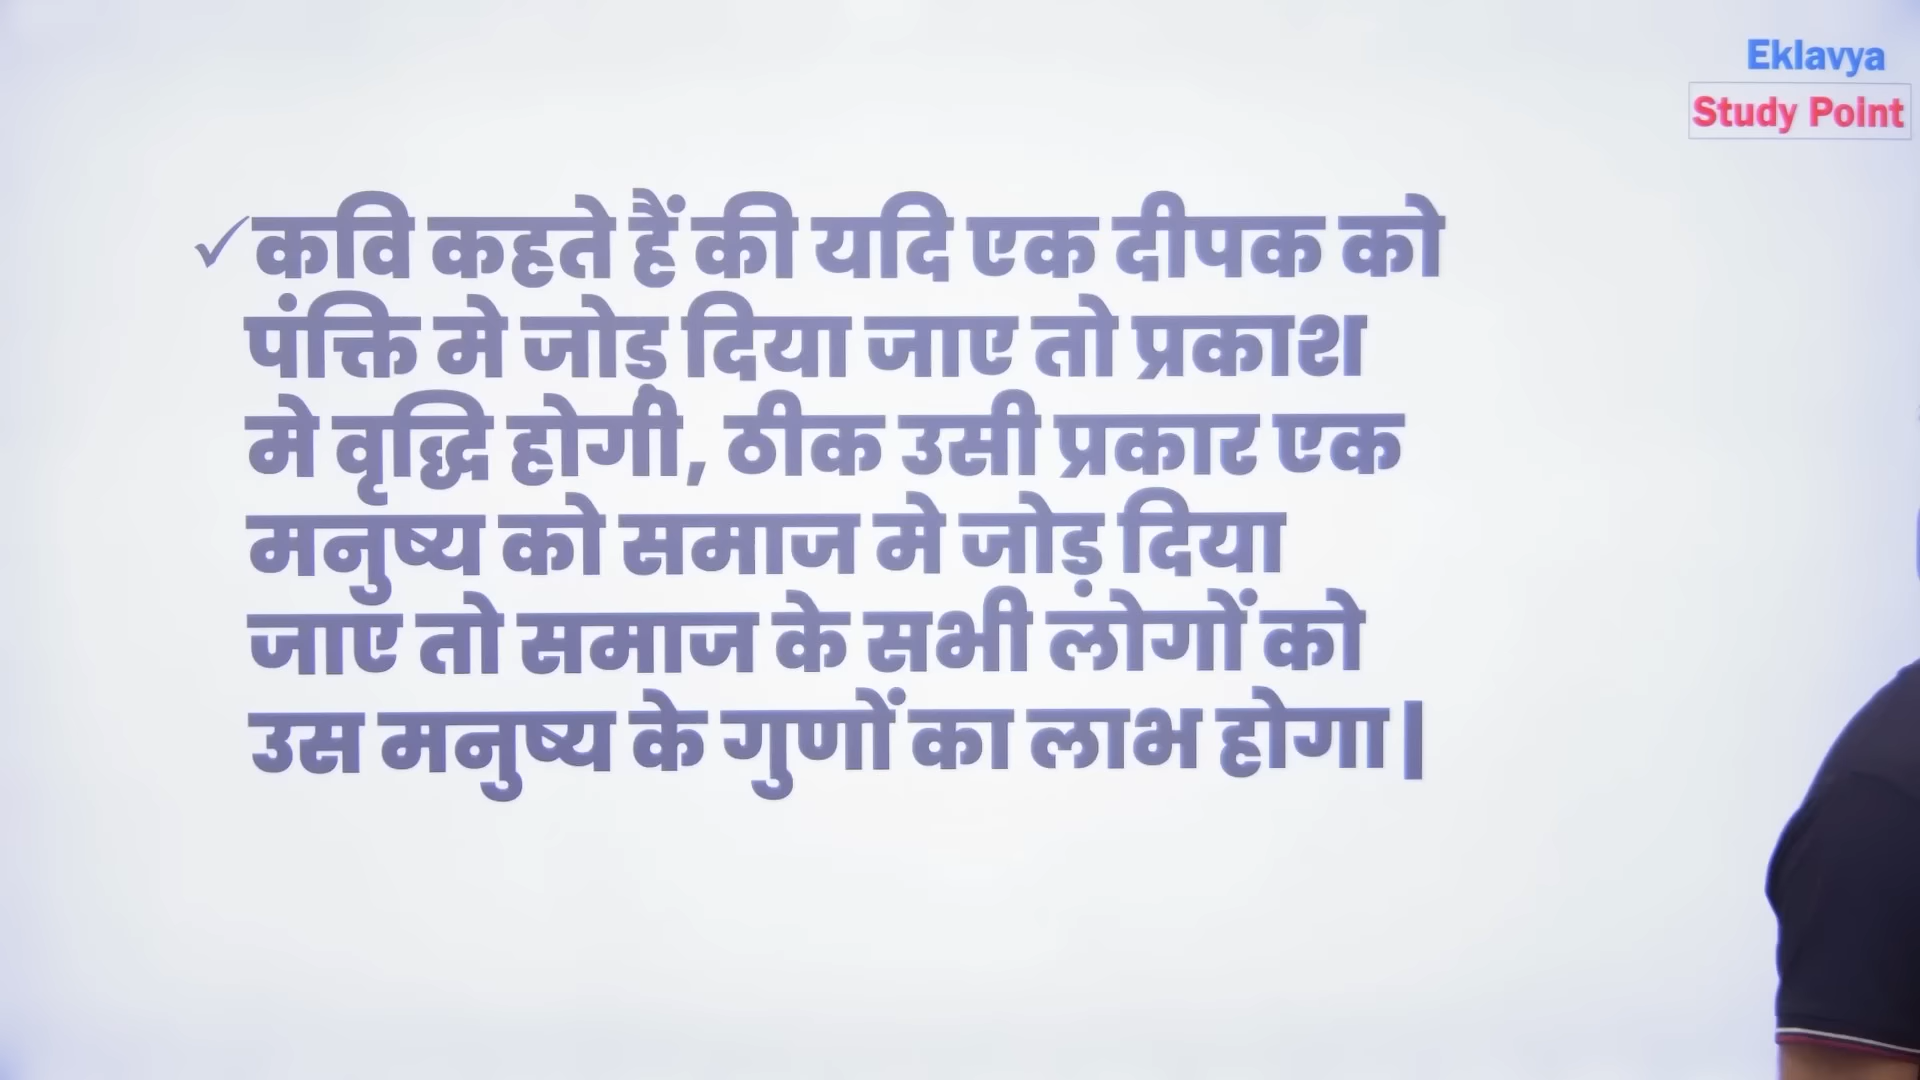 Eklavya
Study Point
✓कवि कहते हैं की यदि एक दीपक को
पंक्ति मे जोड़ दिया जाए तो प्रकाश
मे वृद्धि होगी, ठीक उसी प्रकार एक
मनुष्य को समाज मे जोड़ दिया
जाए तो समाज के सभी लोगों को
उस मनुष्य के गुणों का लाभ होगा|